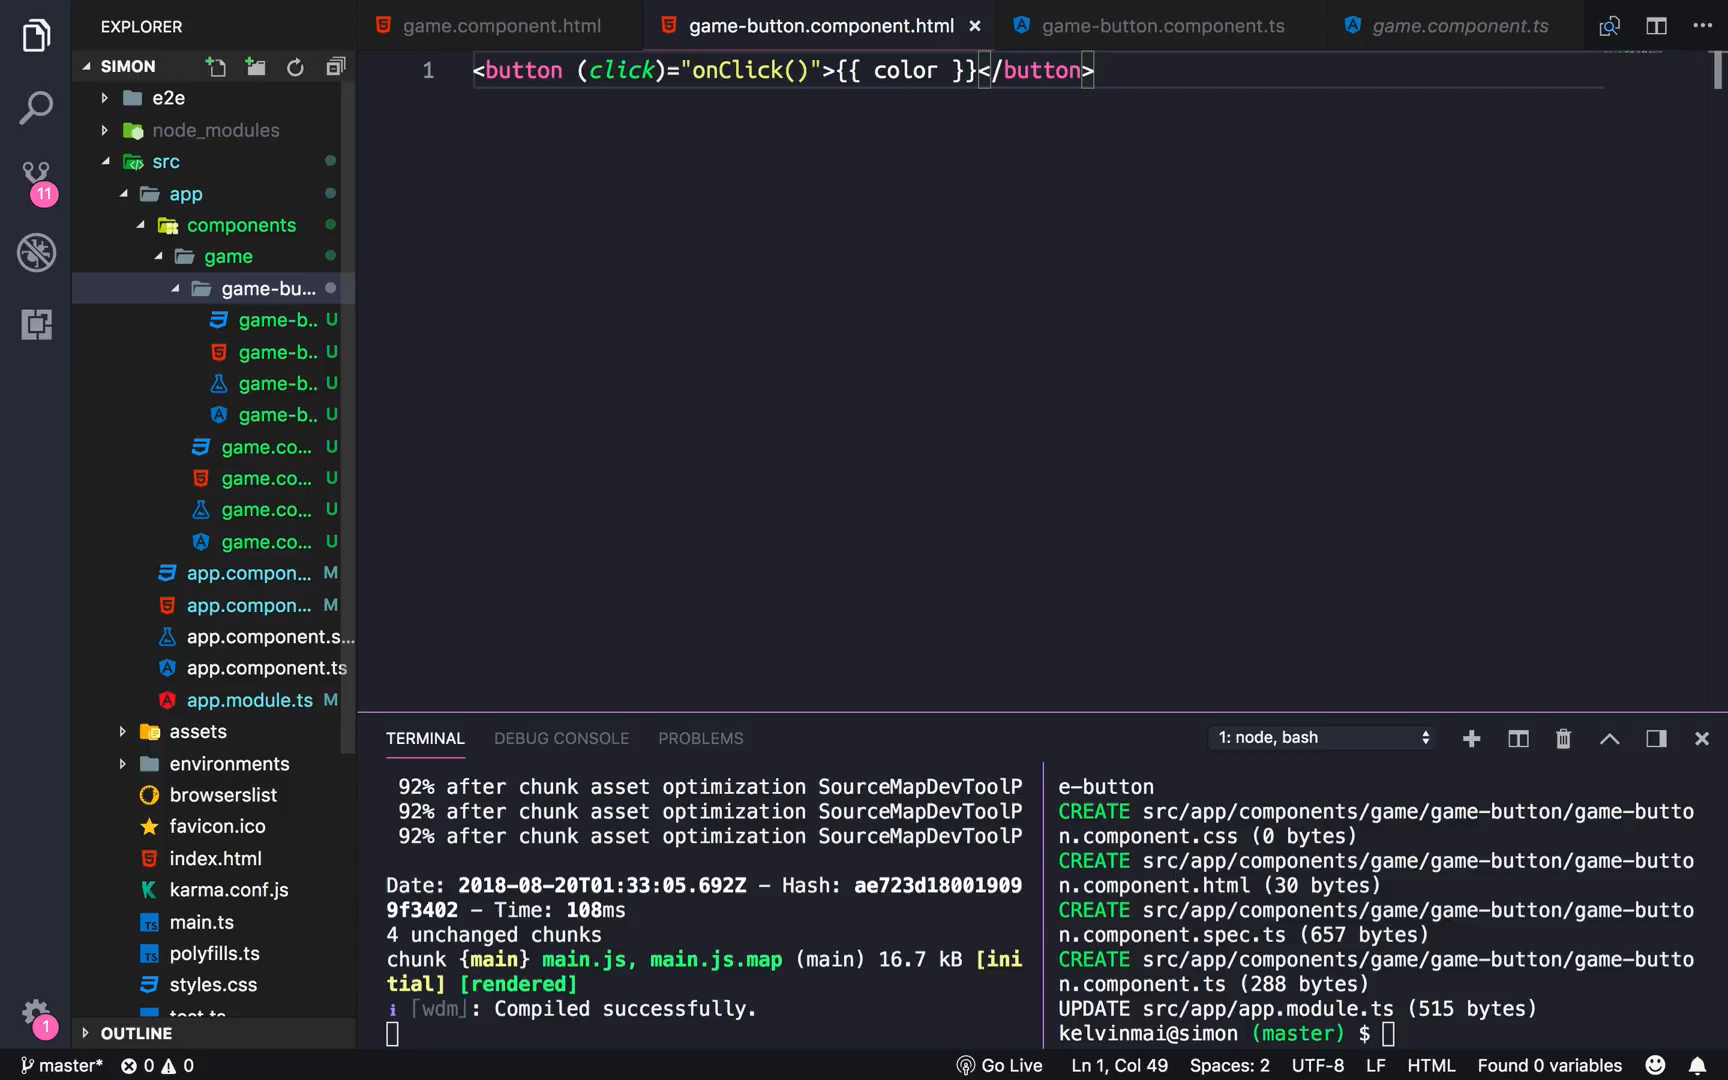 EXPLORER
SIMON
e2e
node_modules
src
app
components
game
game-bu...
game-b.. U
game-b.. U
game-b.. U
game-b.. U
game.co... U
game.co... U
game.co... U
game.co... U
app.compon... M
app.compon... M
app.component.s...
app.component.ts
app.module.ts M
assets
environments
browserslist
favicon.ico
index.html
karma.conf.js
main.ts
polyfills.ts
styles.css
test.ts
OUTLINE
11
1
game.component.html
game-button.component.html ×
game-button.component.ts
game.component.ts
1 <button (click)="onClick()">{{ color }}</button>
TERMINAL DEBUG CONSOLE PROBLEMS
1: node, bash
92% after chunk asset optimization SourceMapDevToolP
92% after chunk asset optimization SourceMapDevToolP
92% after chunk asset optimization SourceMapDevToolP
Date: 2018-08-20T01:33:05.692Z - Hash: ae723d18001909
9f3402 - Time: 108ms
4 unchanged chunks
chunk {main} main.js, main.js.map (main) 16.7 kB [ini
tial] [rendered]
i ｢wdm｣: Compiled successfully.
e-button
CREATE src/app/components/game/game-button/game-butto
n.component.css (0 bytes)
CREATE src/app/components/game/game-button/game-butto
n.component.html (30 bytes)
CREATE src/app/components/game/game-button/game-butto
n.component.spec.ts (657 bytes)
CREATE src/app/components/game/game-button/game-butto
n.component.ts (288 bytes)
UPDATE src/app/app.module.ts (515 bytes)
kelvinmai@simon (master) $
master* 0 0 Go Live Ln 1, Col 49 Spaces: 2 UTF-8 LF HTML Found 0 variables